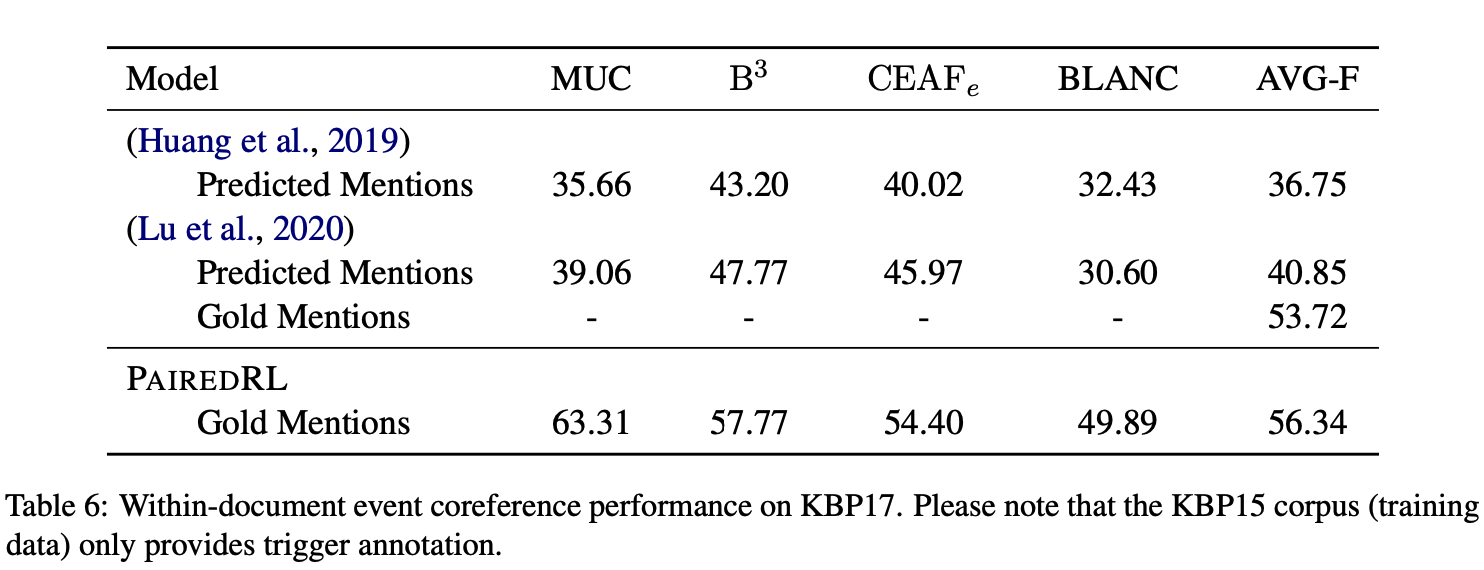 Model MUC B³ CEAFₑ BLANC AVG-F
(Huang et al., 2019)
Predicted Mentions 35.66 43.20 40.02 32.43 36.75
(Lu et al., 2020)
Predicted Mentions 39.06 47.77 45.97 30.60 40.85
Gold Mentions - - - - 53.72
PAIREDRL
Gold Mentions 63.31 57.77 54.40 49.89 56.34
Table 6: Within-document event coreference performance on KBP17. Please note that the KBP15 corpus (training
data) only provides trigger annotation.